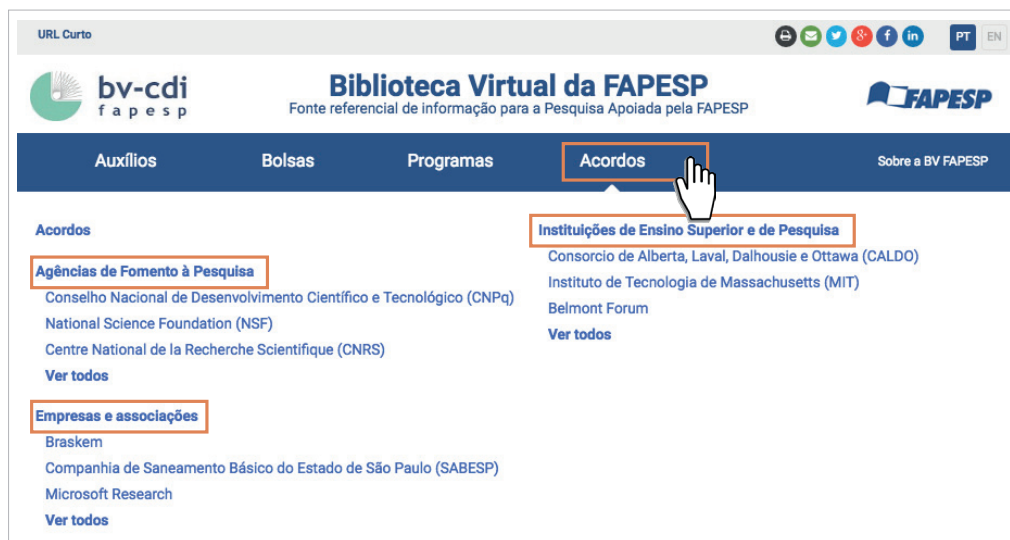 URL Curto
PT EN
bv-cdi
fapesp
Biblioteca Virtual da FAPESP
Fonte referencial de informação para a Pesquisa Apoiada pela FAPESP
FAPESP
Auxílios Bolsas Programas Acordos Sobre a BV FAPESP
Acordos
Agências de Fomento à Pesquisa
Conselho Nacional de Desenvolvimento Científico e Tecnológico (CNPq)
National Science Foundation (NSF)
Centre National de la Recherche Scientifique (CNRS)
Ver todos
Empresas e associações
Braskem
Companhia de Saneamento Básico do Estado de São Paulo (SABESP)
Microsoft Research
Ver todos
Instituições de Ensino Superior e de Pesquisa
Consorcio de Alberta, Laval, Dalhousie e Ottawa (CALDO)
Instituto de Tecnologia de Massachusetts (MIT)
Belmont Forum
Ver todos